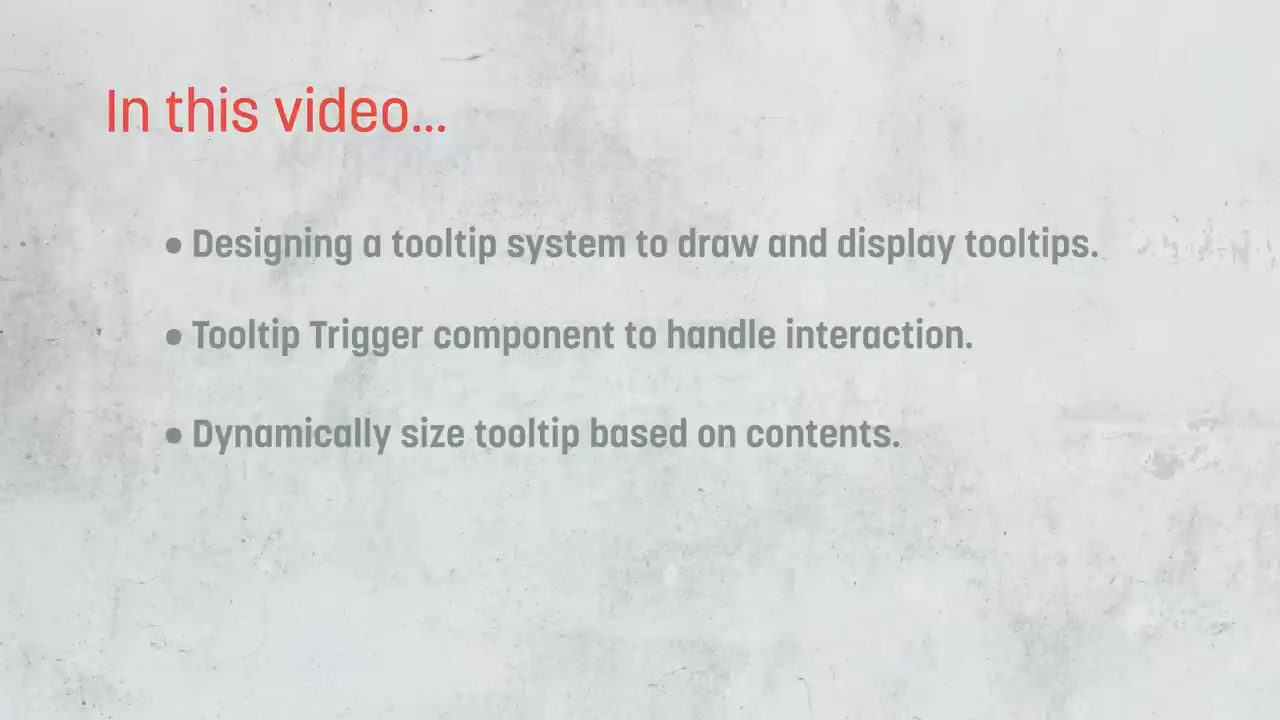 In this video...
• Designing a tooltip system to draw and display tooltips.
• Tooltip Trigger component to handle interaction.
• Dynamically size tooltip based on contents.